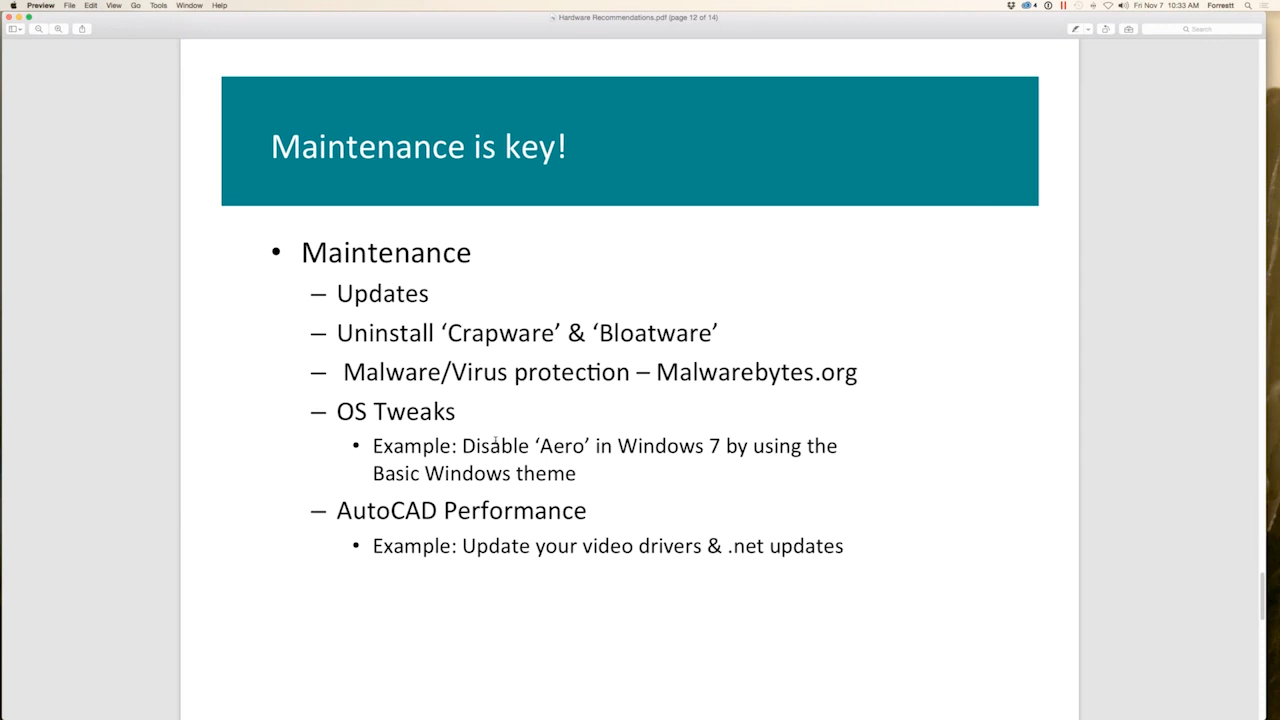 Preview File Edit View Go Tools Window Help
4 Fri Nov 7 10:33 AM Forrestt
Hardware Recommendations.pdf (page 12 of 14)
Search
Maintenance is key!
• Maintenance
– Updates
– Uninstall ‘Crapware’ & ‘Bloatware’
– Malware/Virus protection – Malwarebytes.org
– OS Tweaks
• Example: Disable ‘Aero’ in Windows 7 by using the
Basic Windows theme
– AutoCAD Performance
• Example: Update your video drivers & .net updates